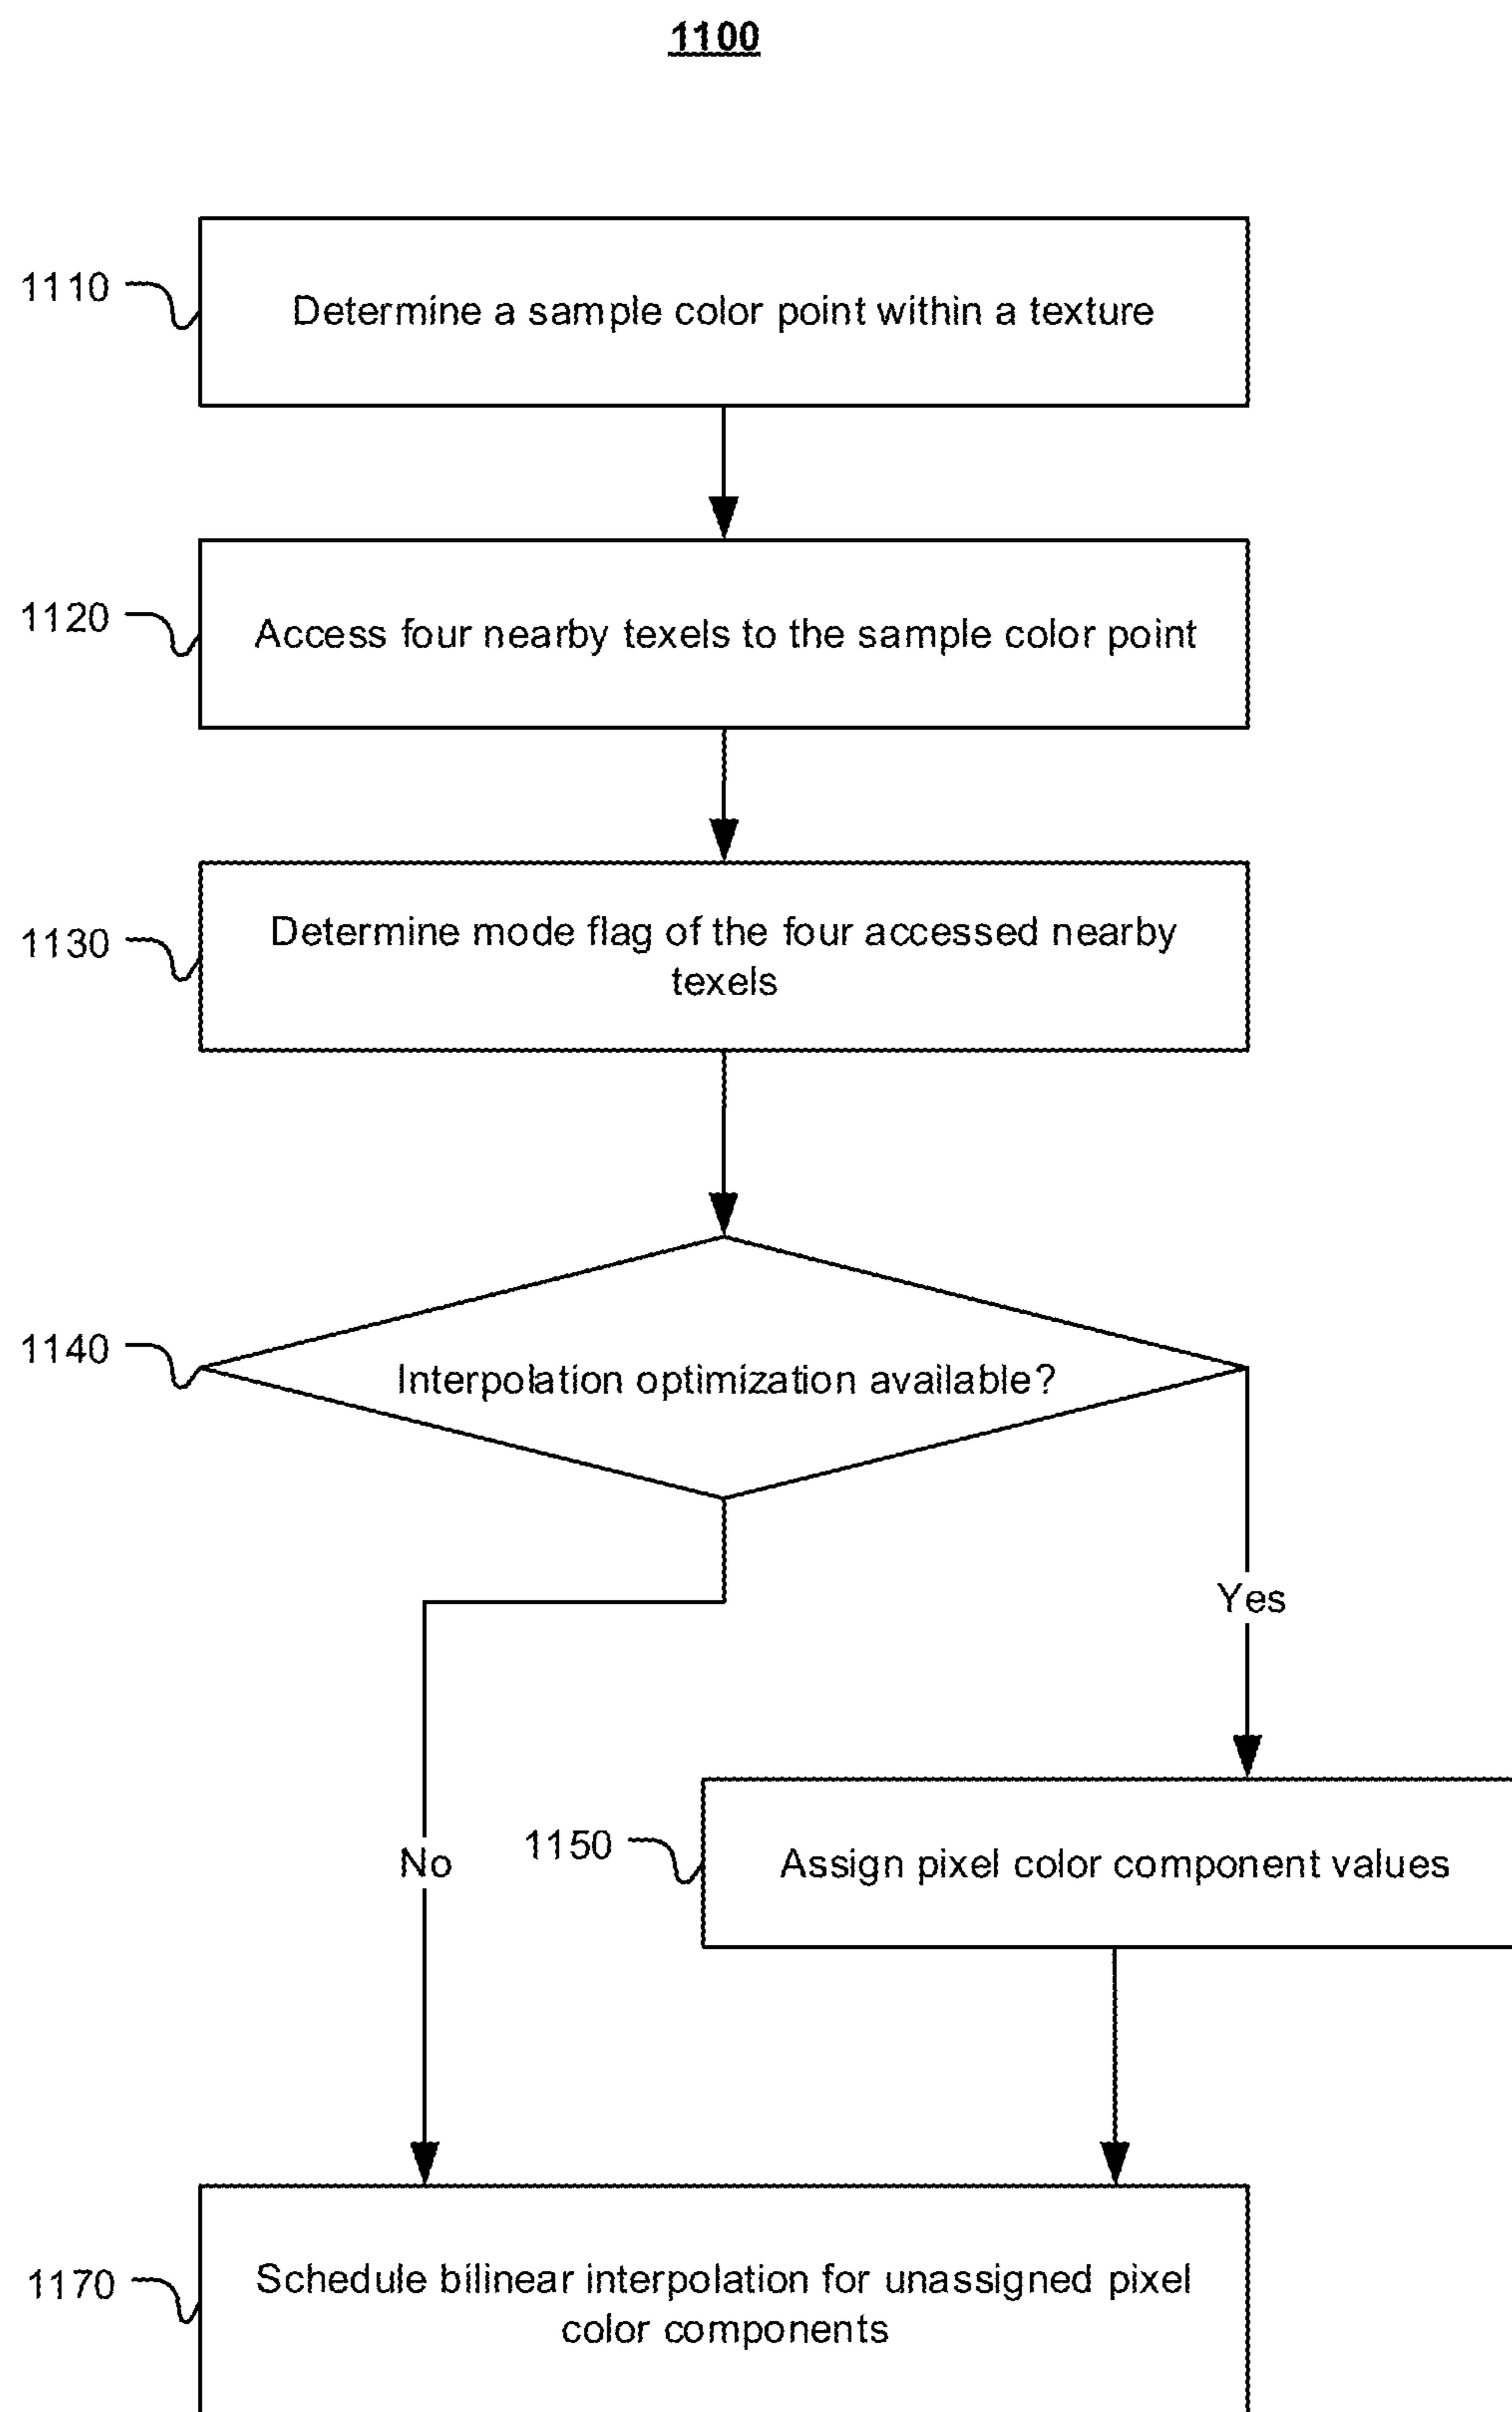 1100
1110
Determine a sample color point within a texture
1120
Access four nearby texels to the sample color point
1130
Determine mode flag of the four accessed nearby
texels
1140
Interpolation optimization available?
Yes
No
1150
Assign pixel color component values
1170
Schedule bilinear interpolation for unassigned pixel
color components